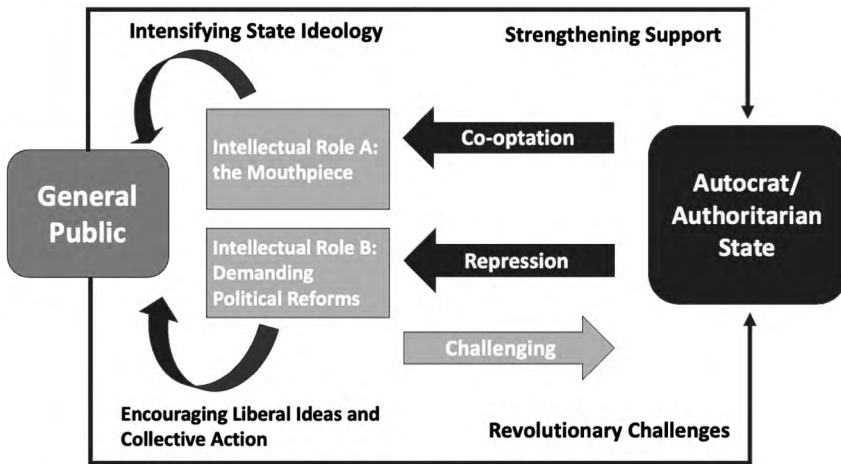 Intensifying State Ideology
Strengthening Support
Intellectual Role A:
the Mouthpiece
Co-optation
General
Public
Autocrat/
Authoritarian
State
Intellectual Role B:
Demanding
Political Reforms
Repression
Challenging
Encouraging Liberal Ideas and
Collective Action
Revolutionary Challenges